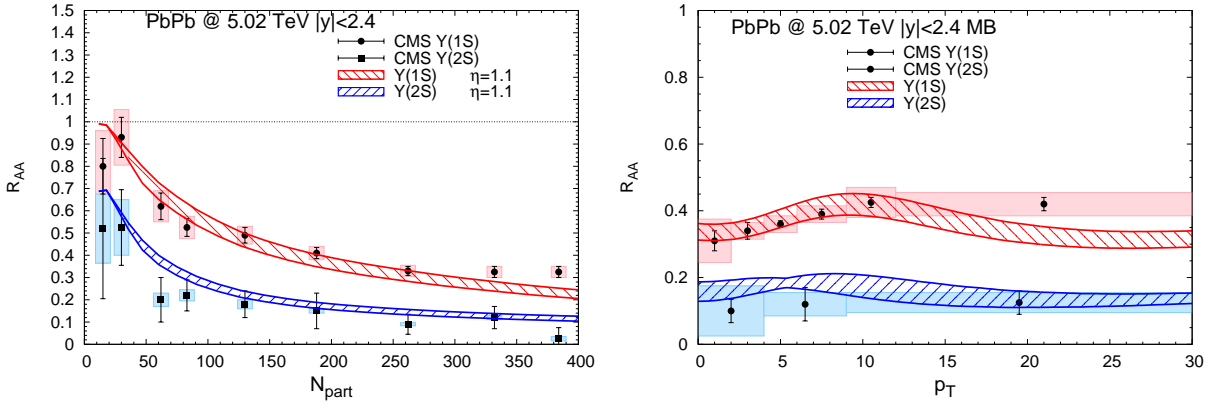 PbPb @ 5.02 TeV |y|<2.4
CMS Y(1S)
CMS Y(2S)
Y(1S) η=1.1
Y(2S) η=1.1
R_AA
1.5
1.4
1.3
1.2
1.1
1
0.9
0.8
0.7
0.6
0.5
0.4
0.3
0.2
0.1
0
0 50 100 150 200 250 300 350 400
N_part
PbPb @ 5.02 TeV |y|<2.4 MB
CMS Y(1S)
CMS Y(2S)
Y(1S)
Y(2S)
R_AA
1
0.8
0.6
0.4
0.2
0
0 5 10 15 20 25 30
p_T